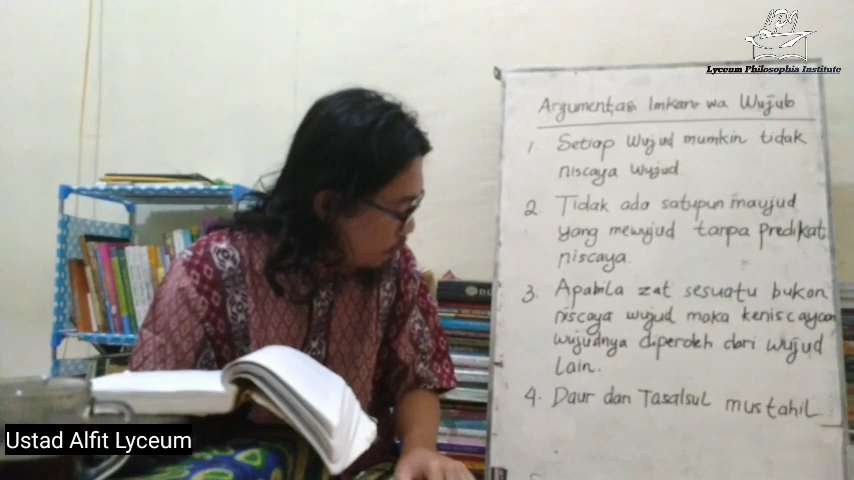 Lyceum Philosophia Institute
Argumentasi Imkan wa Wujub
1. Setiap Wujud mumkin tidak
niscaya wujud.
2. Tidak ada satupun maujud
yang mewujud tanpa Predikat
niscaya.
3. Apabila zat sesuatu bukan
niscaya wujud maka keniscayaan
wujudnya diperoleh dari wujud
Lain.
4. Daur dan Tasalsul mustahil.
Ustad Alfit Lyceum